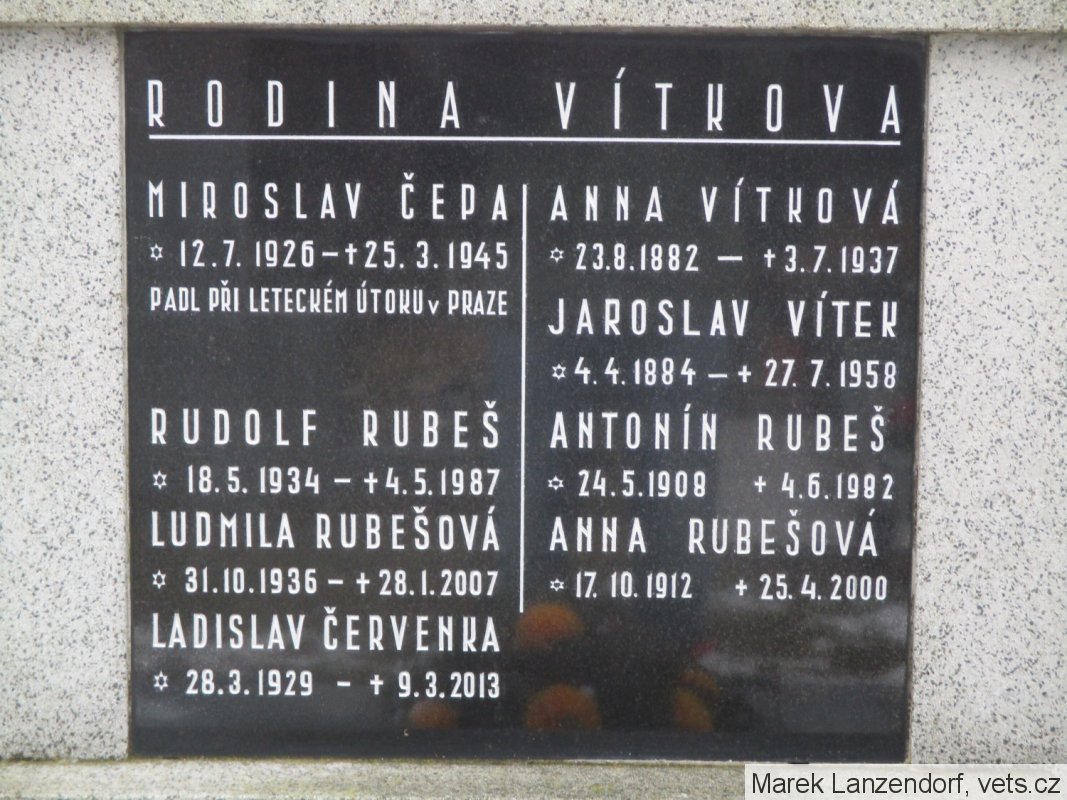 RODINA VÍTKOVA
MIROSLAV ČEPA
✡ 12.7. 1926 – ✝ 25. 3. 1945
PADL PŘI LETECKÉM ÚTOKU v PRAZE
RUDOLF RUBEŠ
✡ 18. 5. 1934 – ✝ 4. 5. 1987
LUDMILA RUBEŠOVÁ
✡ 31. 10. 1936 – ✝ 28. 1. 2007
LADISLAV ČERVENKA
✡ 28. 3. 1929 – ✝ 9. 3. 2013
ANNA VÍTKOVÁ
✡ 23.8.1882 – ✝ 3. 7. 1937
JAROSLAV VÍTEK
✡ 4. 4. 1884 – ✝ 27. 7. 1958
ANTONÍN RUBEŠ
✡ 24.5.1908 ✝ 4.6.1982
ANNA RUBEŠOVÁ
✡ 17. 10. 1912 ✝ 25. 4. 2000
Marek Lanzendorf, vets.cz